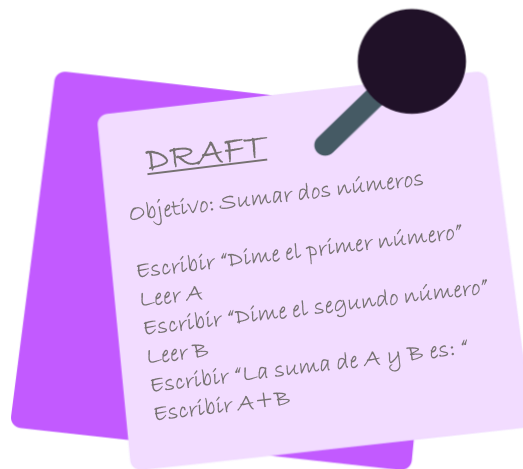 DRAFT
Objetivo: Sumar dos números
Escribir “Dime el primer número”
Leer A
Escribir “Dime el segundo número”
Leer B
Escribir “La suma de A y B es: “
Escribir A+B